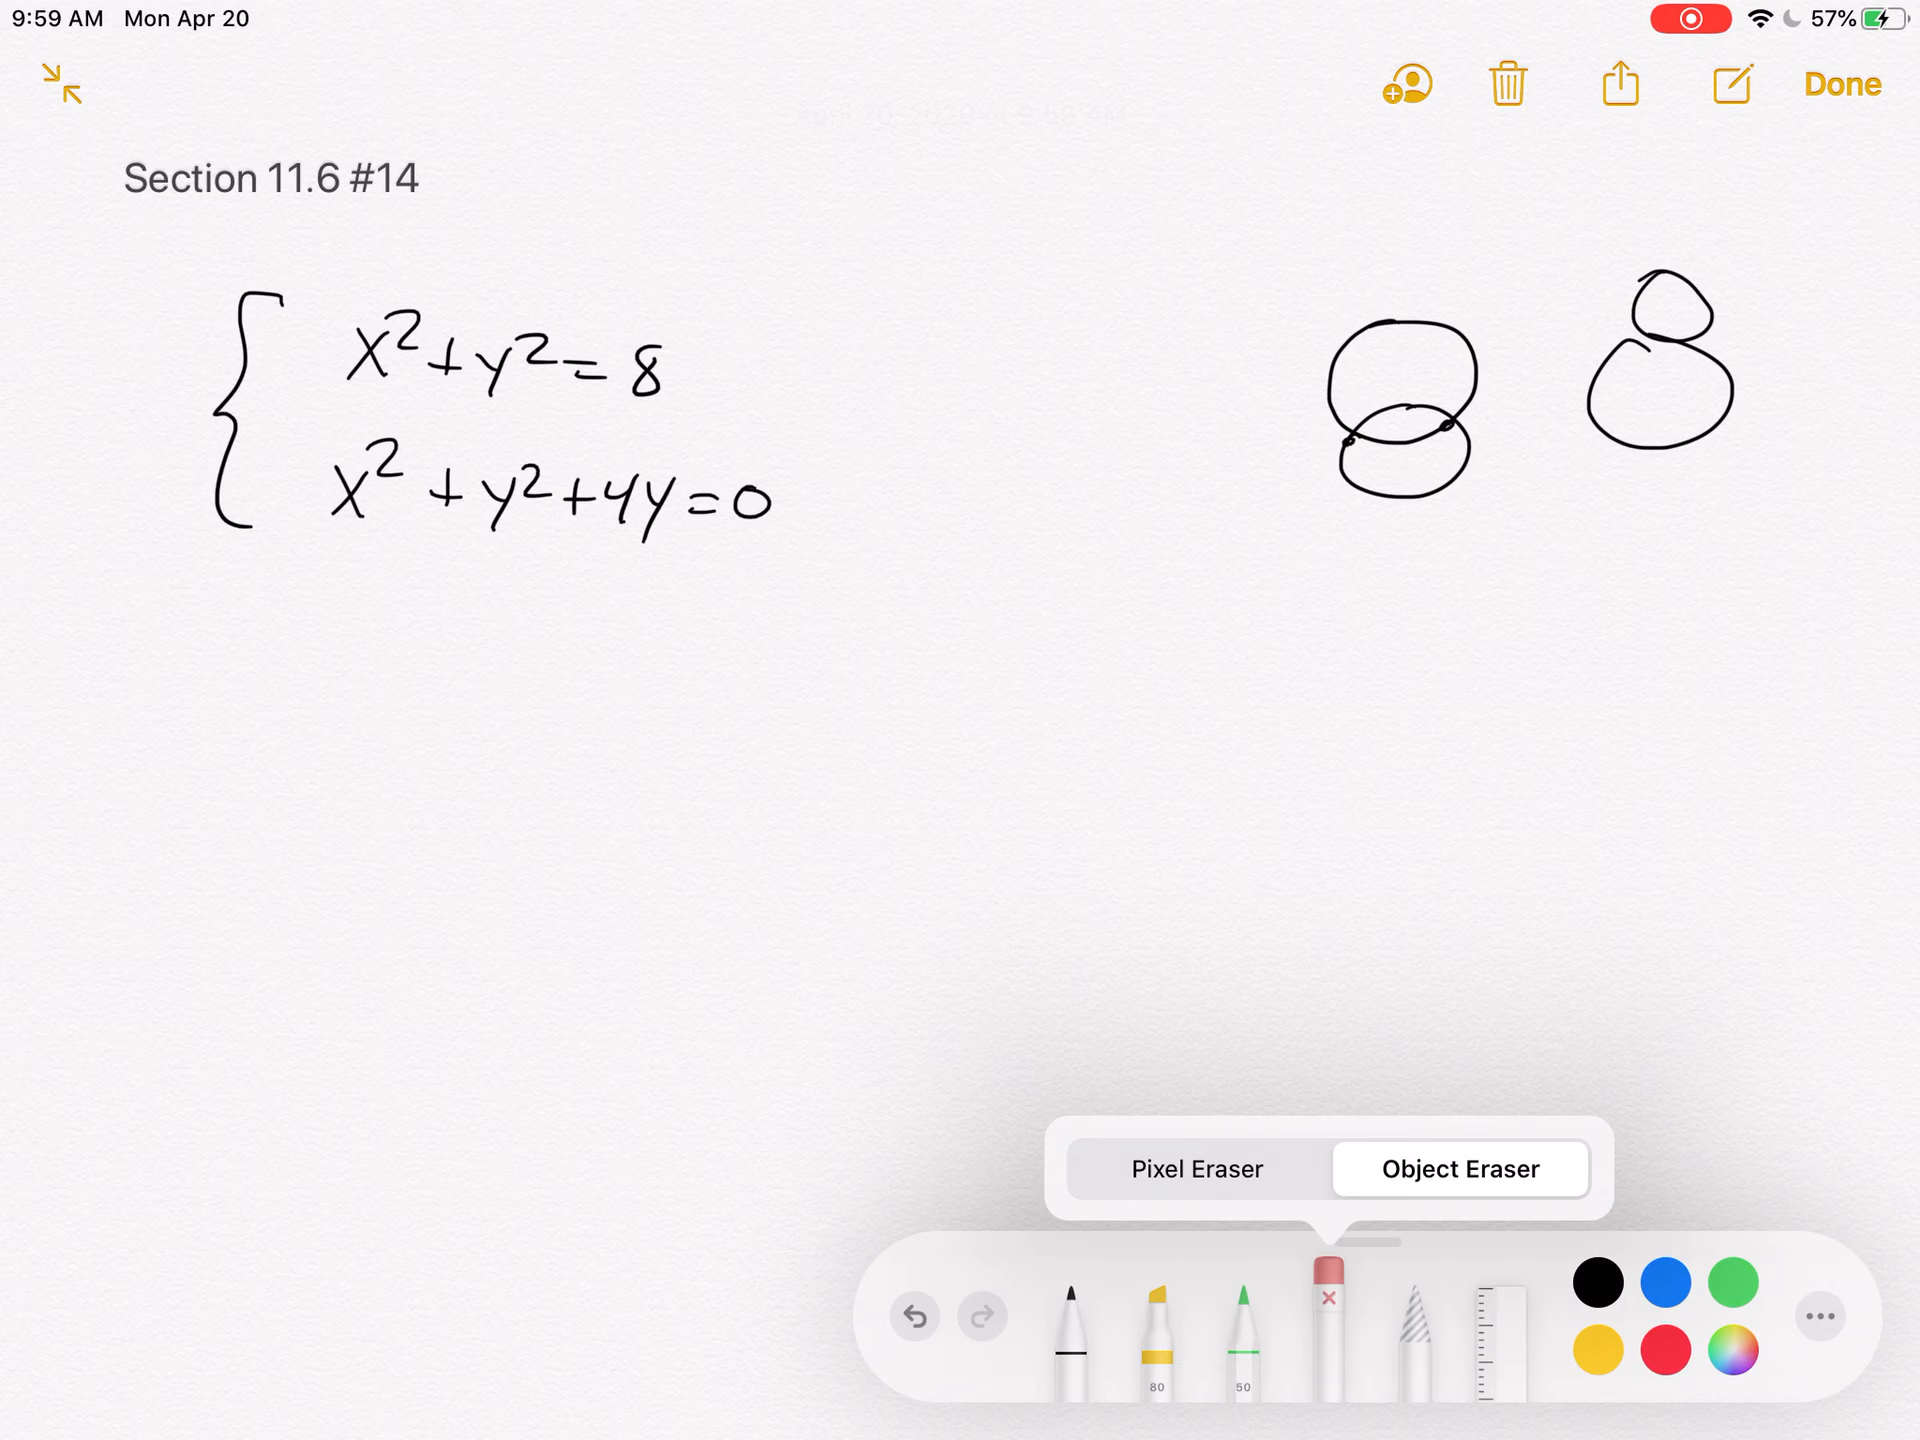 9:59 AM Mon Apr 20 57%
Done
Section 11.6 #14
x² + y² = 8
x² + y² + 4y = 0
Pixel Eraser Object Eraser
80 50